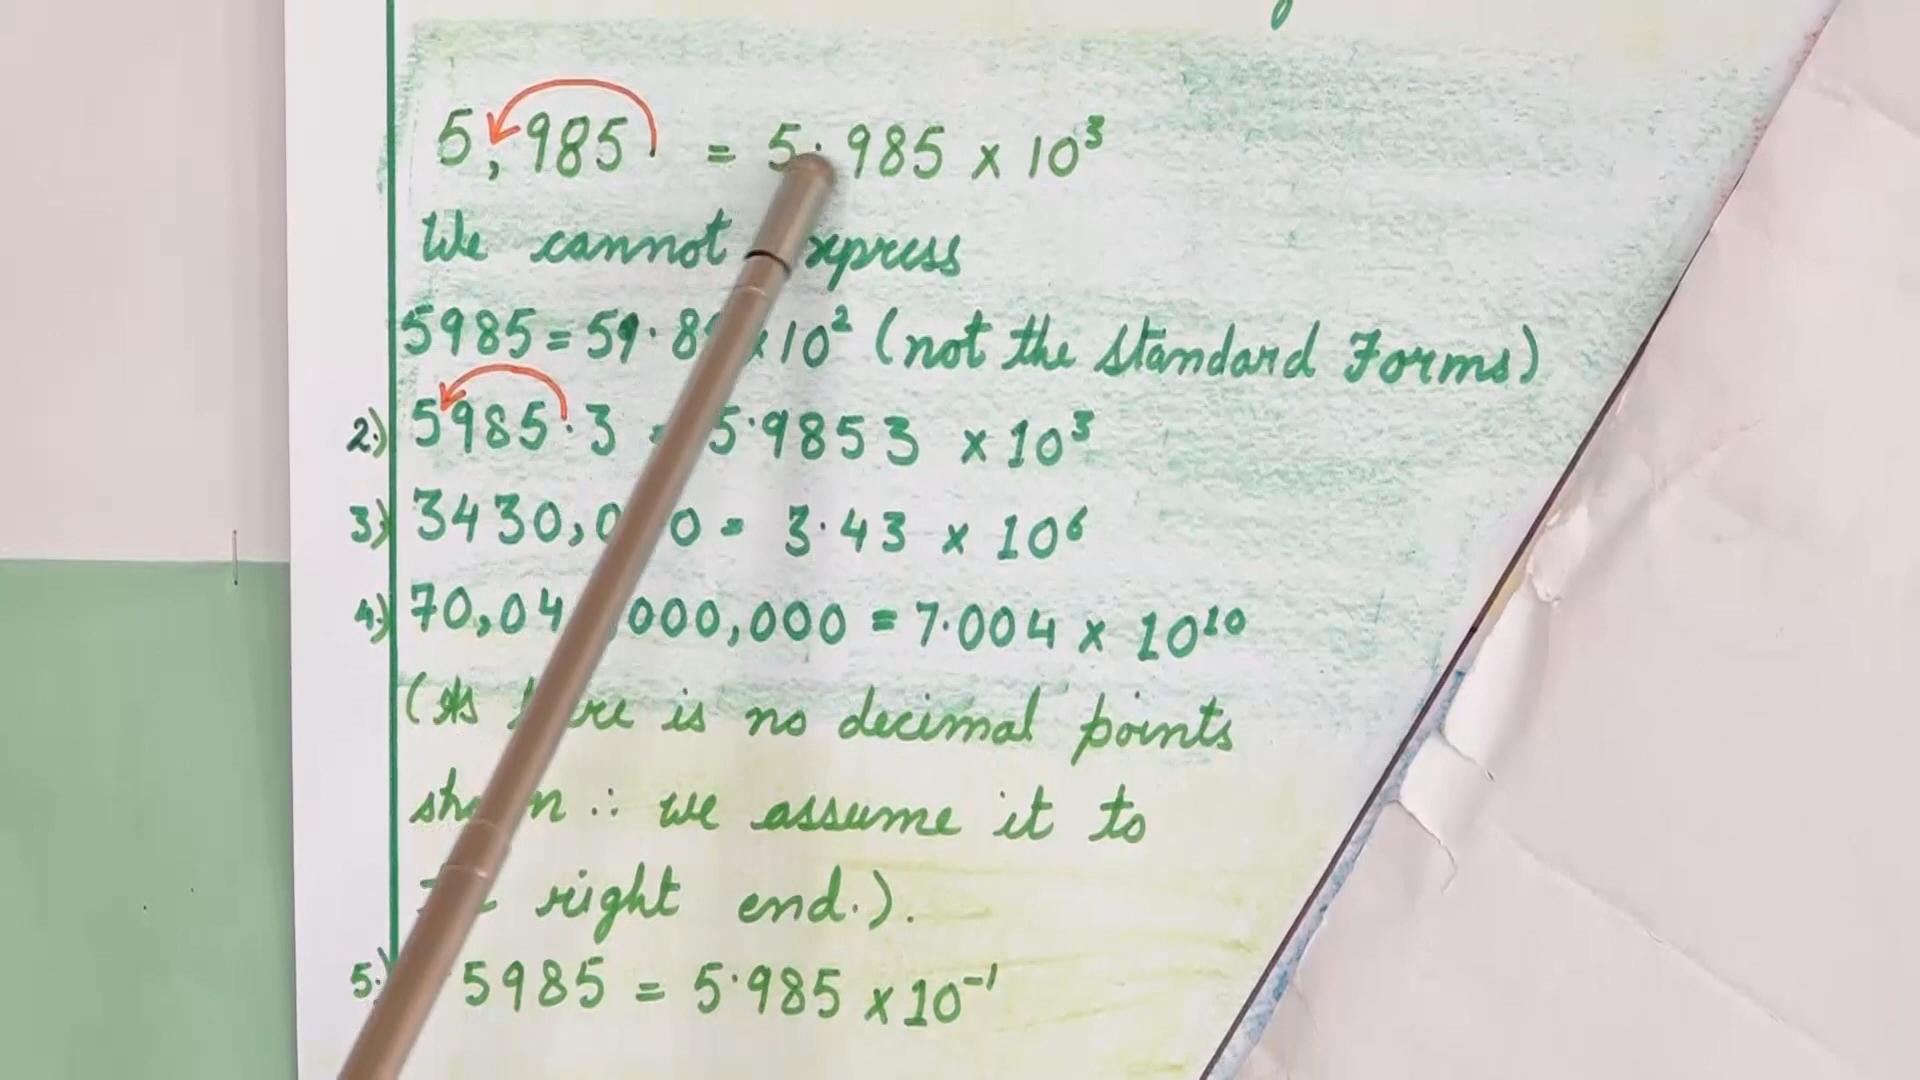 5,985 = 5.985 x 10³
We cannot
5985 = 59.8 x 10² (not the standard Forms)
2.) 5985.3 5.9853 x 10³
3.) 3430,0 0 = 3.43 x 10⁶
4.) 70,04 000,000 = 7.004 x 10¹⁰
(As is no decimal points
∴ we assume it to
right end.).
5.) 5985 = 5.985 x 10⁻¹